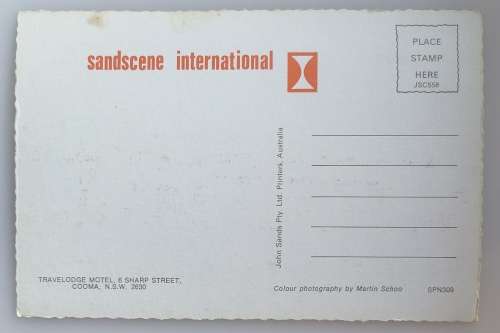 sandscene international
PLACE
STAMP
HERE
JSC558
John Sands Pty. Ltd. Printers, Australia
TRAVELODGE MOTEL, 6 SHARP STREET,
COOMA, N.S.W. 2630
Colour photography by Martin Schoo
SPN309